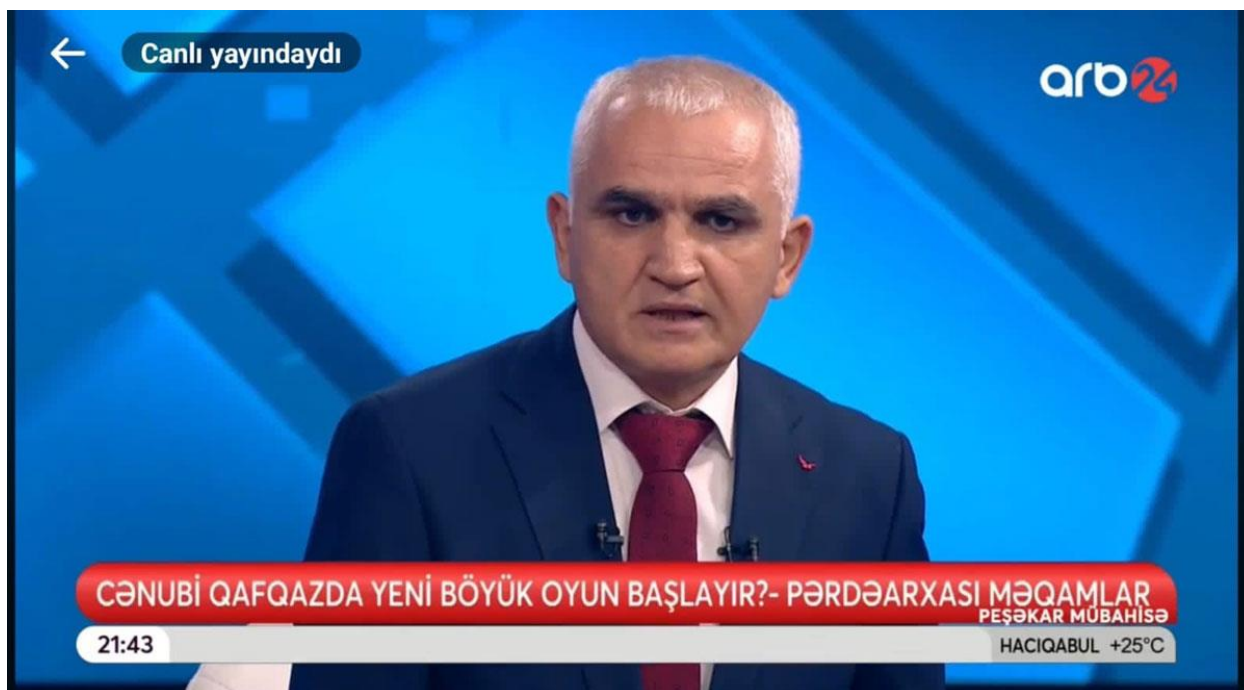 Canlı yayındaydı
arb24
CƏNUBİ QAFQAZDA YENİ BÖYÜK OYUN BAŞLAYIR?- PƏRDƏARXASI MƏQAMLAR
PEŞƏKAR MÜBAHİSƏ
21:43
HACIQABUL +25°C